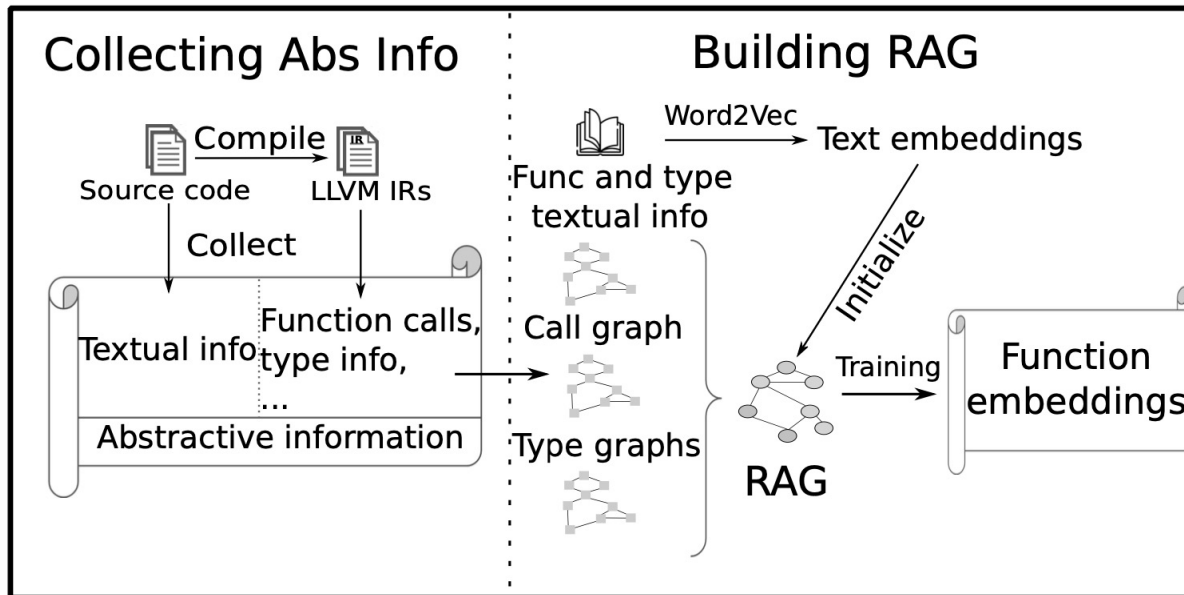 Collecting Abs Info
Compile
IR
Source code
LLVM IRs
Collect
Textual info
Function calls,
type info,
...
Abstractive information
Building RAG
Word2Vec
Text embeddings
Func and type
textual info
Initialize
Call graph
Type graphs
RAG
Training
Function
embeddings